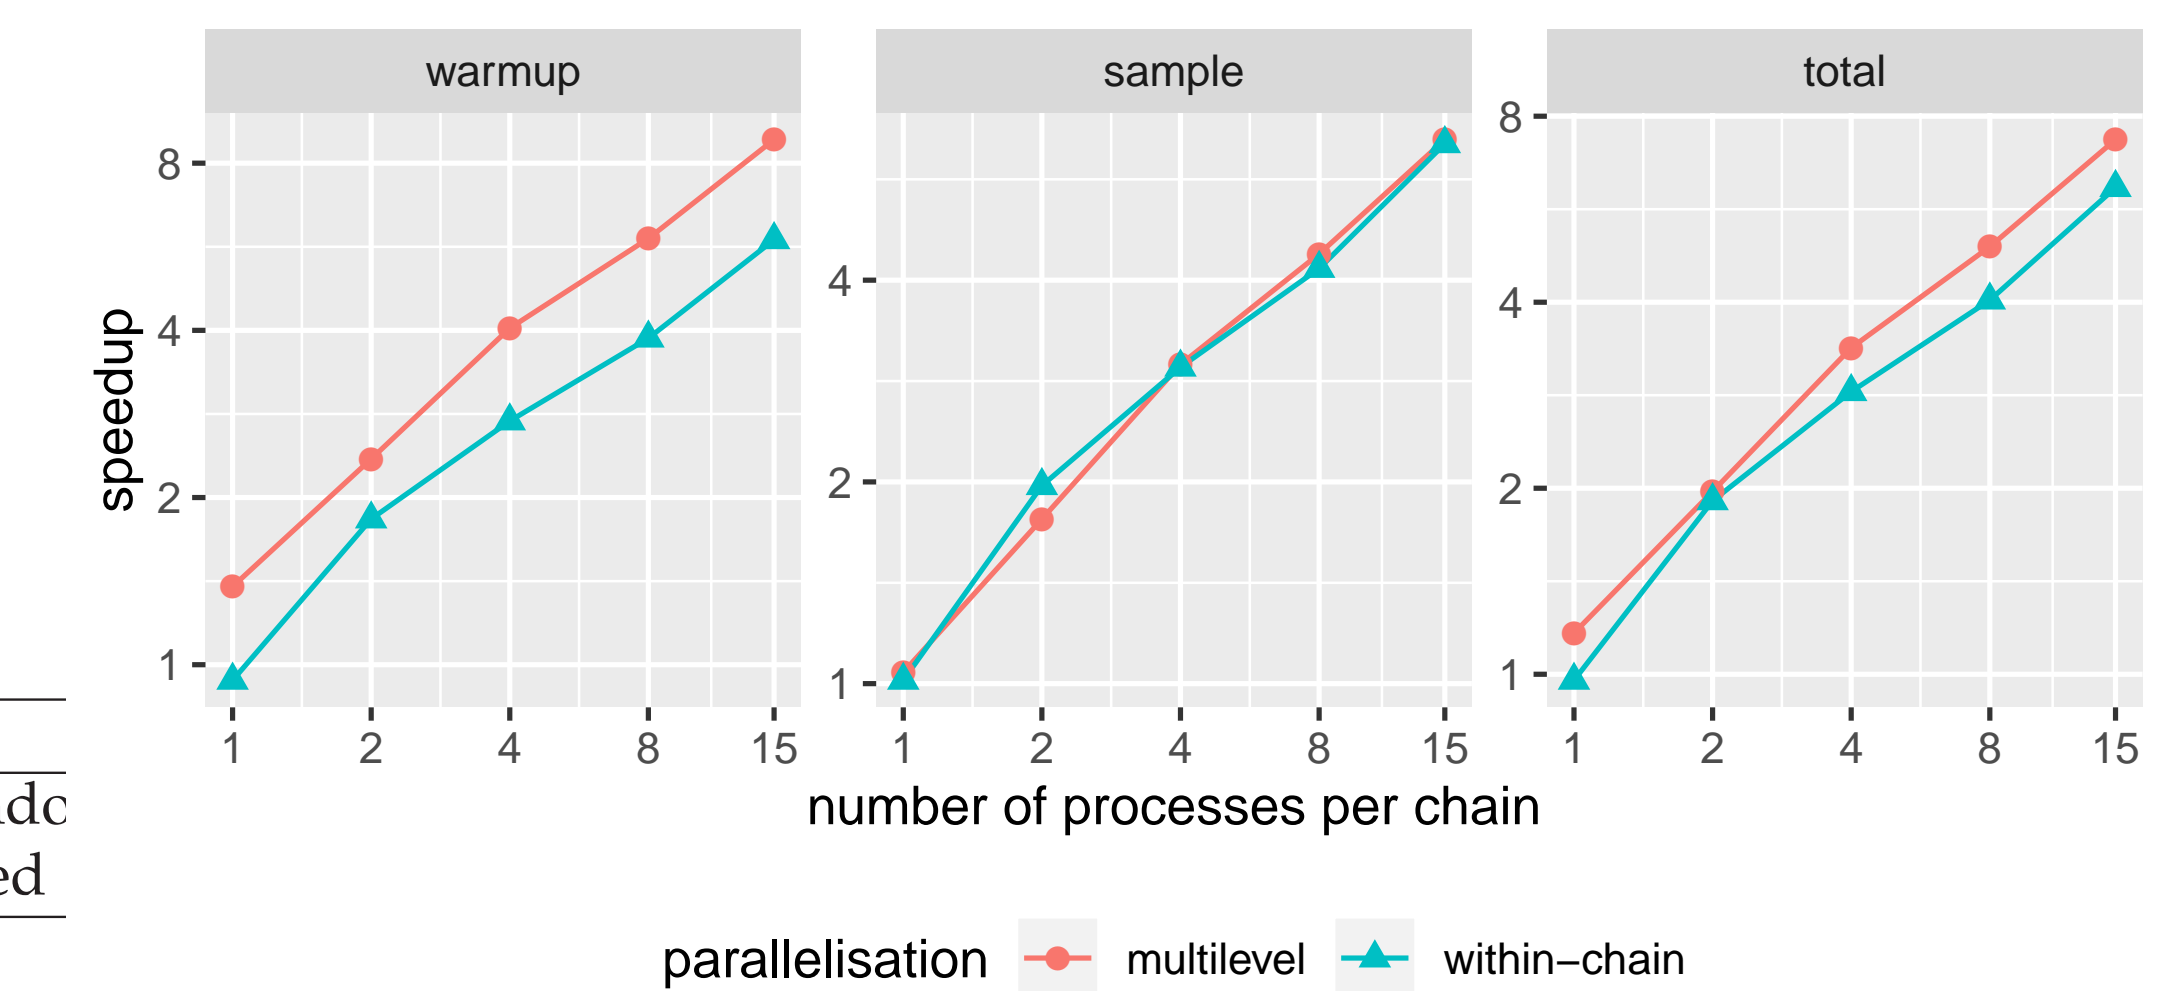 warmup sample total
8
4
2
1
4
2
1
8
4
2
1
speedup
1 2 4 8 15 1 2 4 8 15 1 2 4 8 15
number of processes per chain
ed
parallelisation multilevel within−chain